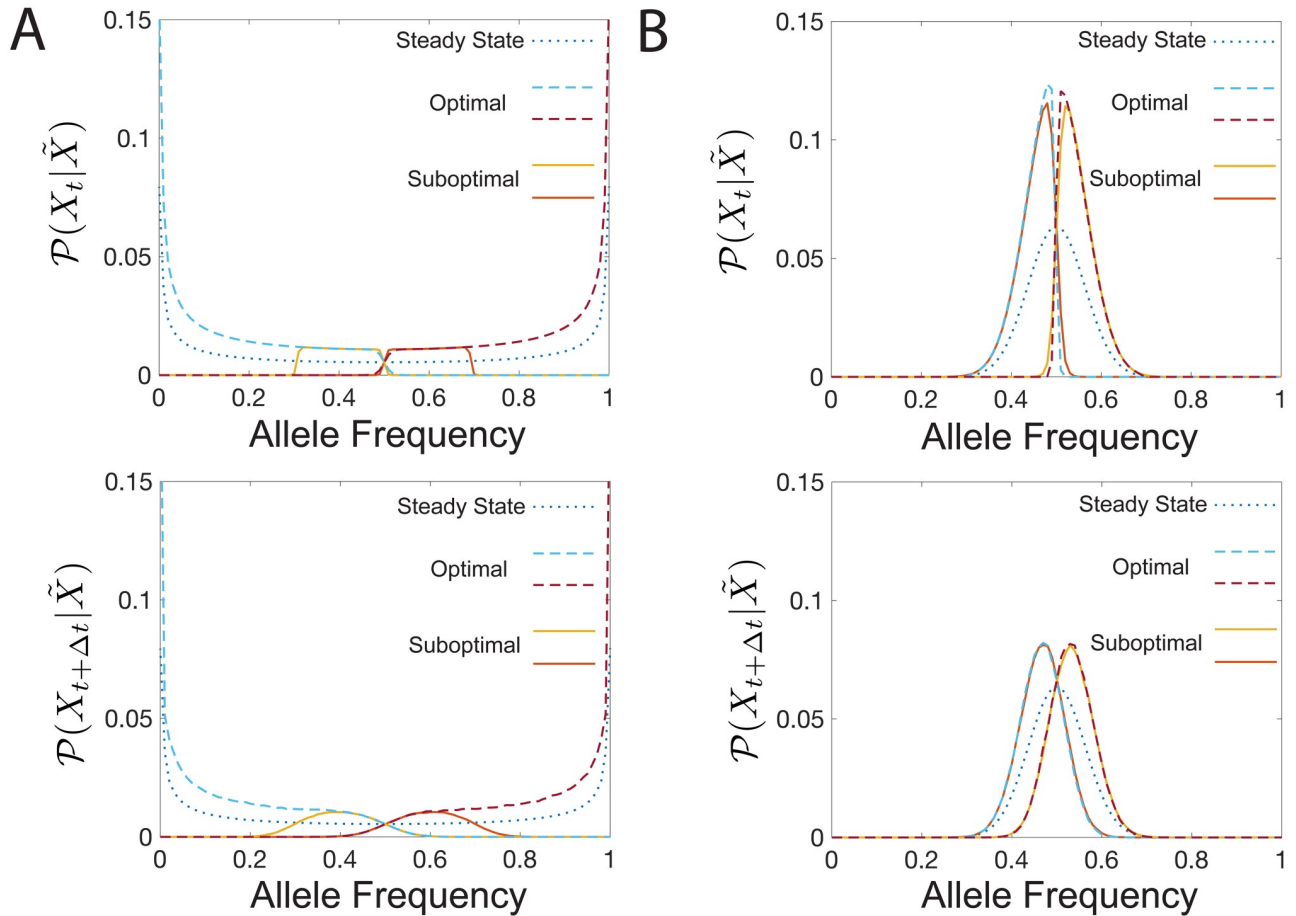 A
0.15
0.1
0.05
0
Steady State
Optimal
Suboptimal
𝒫(X_t|X̃)
0 0.2 0.4 0.6 0.8 1
Allele Frequency
B
0.15
0.1
0.05
0
Steady State
Optimal
Suboptimal
𝒫(X_t|X̃)
0 0.2 0.4 0.6 0.8 1
Allele Frequency
0.15
0.1
0.05
0
Steady State
Optimal
Suboptimal
𝒫(X_{t+Δt}|X̃)
0 0.2 0.4 0.6 0.8 1
Allele Frequency
0.15
0.1
0.05
0
Steady State
Optimal
Suboptimal
𝒫(X_{t+Δt}|X̃)
0 0.2 0.4 0.6 0.8 1
Allele Frequency